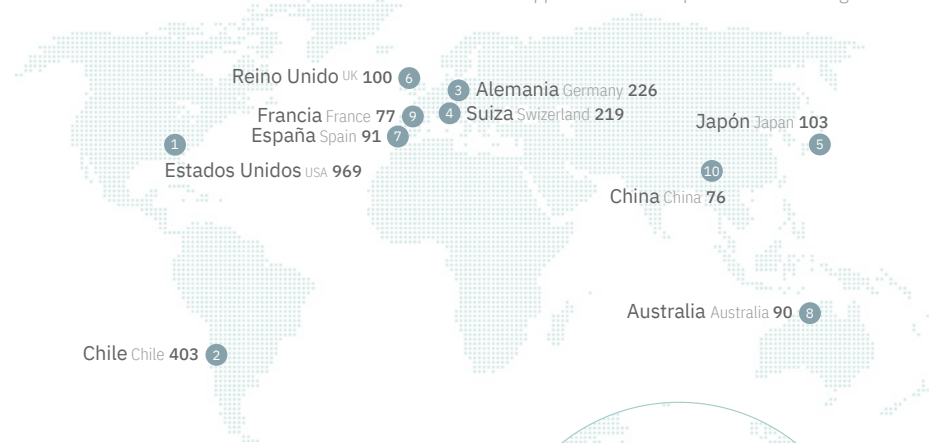 Reino Unido UK 100 6
3 Alemania Germany 226
Francia France 77 9
4 Suiza Swizerland 219
España Spain 91 7
Japón Japan 103
5
1
Estados Unidos USA 969
10
China China 76
Australia Australia 90 8
Chile Chile 403 2